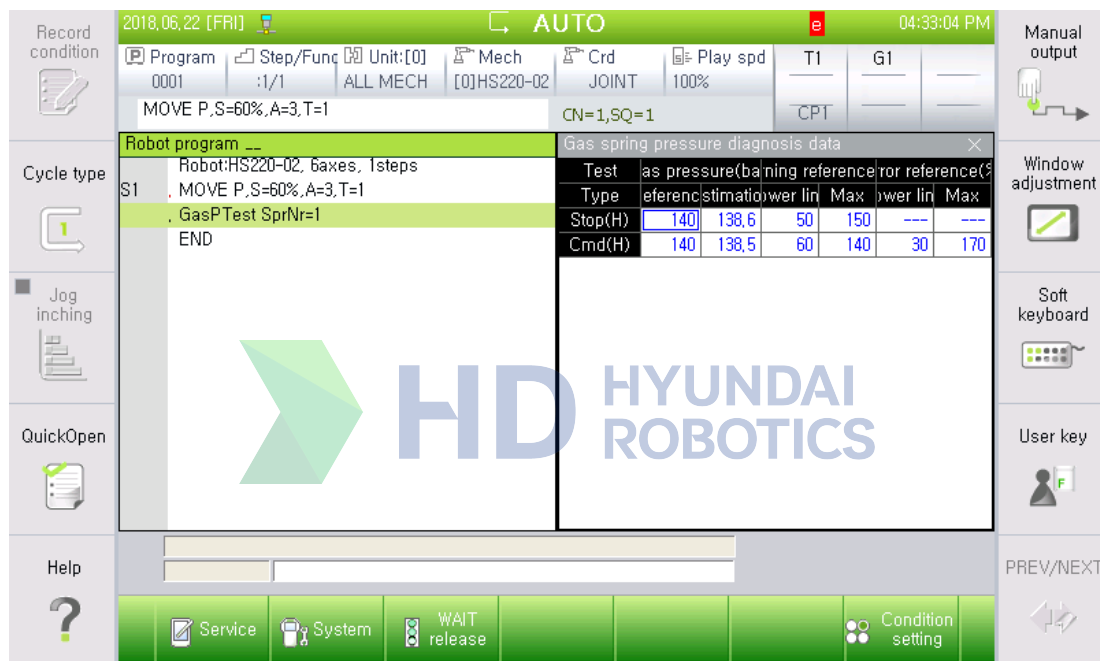 Record
condition
Cycle type
1
Jog
inching
QuickOpen
Help
?
2018,06,22 [FRI]
AUTO
e
04:33:04 PM
P Program
0001
Step/Func
:1/1
Unit:[0]
ALL MECH
Mech
[0]HS220-02
Crd
JOINT
Play spd
100%
T1
G1
CP1
MOVE P,S=60%,A=3,T=1
CN=1,SQ=1
Robot program __
Robot:HS220-02, 6axes, 1steps
S1 , MOVE P,S=60%,A=3,T=1
, GasPTest SprNr=1
END
Gas spring pressure diagnosis data
Test as pressure(ba ning reference ror reference(%
Type eferenc stimatio ower lin Max ower lin Max
Stop(H) 140 138,6 50 150 --- ---
Cmd(H) 140 138,5 60 140 30 170
HD HYUNDAI
ROBOTICS
Service
System
WAIT
release
Condition
setting
Manual
output
Window
adjustment
Soft
keyboard
User key
F
PREV/NEXT